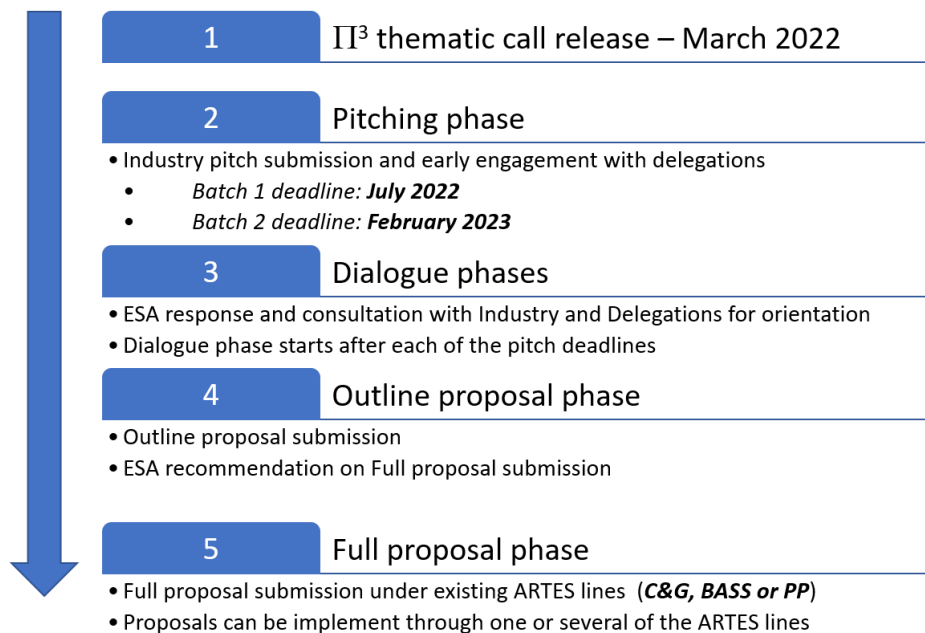 1 Π³ thematic call release – March 2022
2 Pitching phase
• Industry pitch submission and early engagement with delegations
• Batch 1 deadline: July 2022
• Batch 2 deadline: February 2023
3 Dialogue phases
• ESA response and consultation with Industry and Delegations for orientation
• Dialogue phase starts after each of the pitch deadlines
4 Outline proposal phase
• Outline proposal submission
• ESA recommendation on Full proposal submission
5 Full proposal phase
• Full proposal submission under existing ARTES lines (C&G, BASS or PP)
• Proposals can be implement through one or several of the ARTES lines